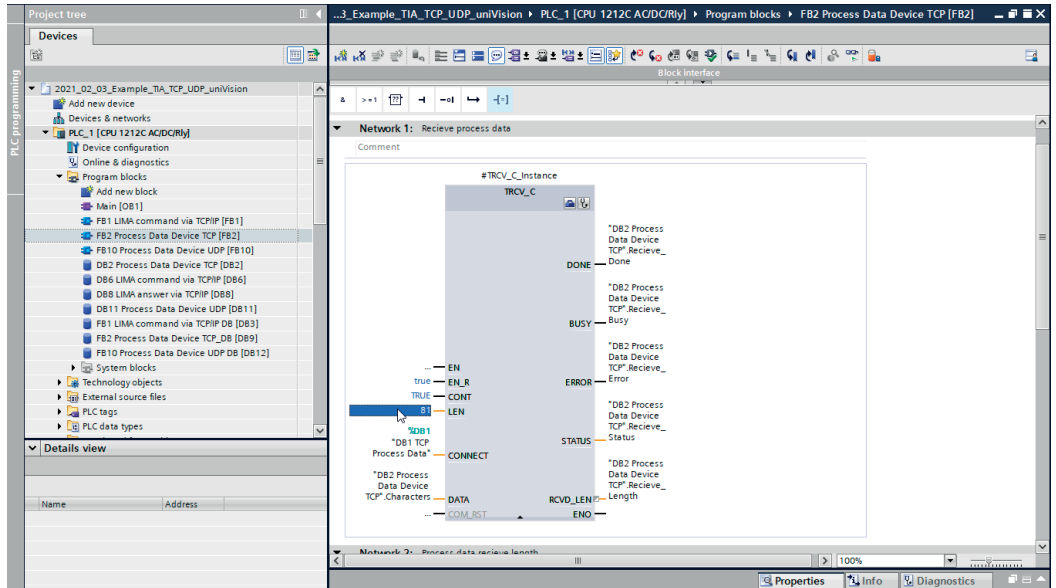 Project tree
...3_Example_TIA_TCP_UDP_uniVision ▸ PLC_1 [CPU 1212C AC/DC/Rly] ▸ Program blocks ▸ FB2 Process Data Device TCP [FB2]
Devices
PLC programming
2021_02_03_Example_TIA_TCP_UDP_uniVision
Add new device
Devices & networks
PLC_1 [CPU 1212C AC/DC/Rly]
Device configuration
Online & diagnostics
Program blocks
Add new block
Main [OB1]
FB1 LIMA command via TCP/IP [FB1]
FB2 Process Data Device TCP [FB2]
FB10 Process Data Device UDP [FB10]
DB2 Process Data Device TCP [DB2]
DB6 LIMA command via TCP/IP [DB6]
DB8 LIMA answer via TCP/IP [DB8]
DB11 Process Data Device UDP [DB11]
FB1 LIMA command via TCP/IP DB [DB3]
FB2 Process Data Device TCP_DB [DB9]
FB10 Process Data Device UDP DB [DB12]
System blocks
Technology objects
External source files
PLC tags
PLC data types
Details view
Name Address
Block interface
& >=1 ?? -[=]
Network 1: Recieve process data
Comment
#TRCV_C_Instance
TRCV_C
"DB2 Process
Data Device
TCP".Recieve_
DONE Done
"DB2 Process
Data Device
TCP".Recieve_
BUSY Busy
"DB2 Process
Data Device
TCP".Recieve_
... EN
true EN_R ERROR Error
TRUE CONT
81 LEN
"DB2 Process
Data Device
TCP".Recieve_
STATUS Status
%DB1
"DB1 TCP
Process Data" CONNECT
"DB2 Process
Data Device
TCP".Recieve_
RCVD_LEN Length
"DB2 Process
Data Device
TCP".Characters DATA
... COM_RST ENO
Network 2: Process data recieve length
100%
Properties Info Diagnostics